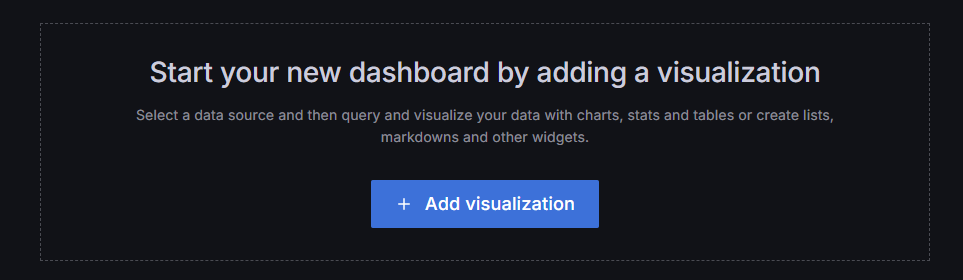 Start your new dashboard by adding a visualization
Select a data source and then query and visualize your data with charts, stats and tables or create lists,
markdowns and other widgets.
+ Add visualization